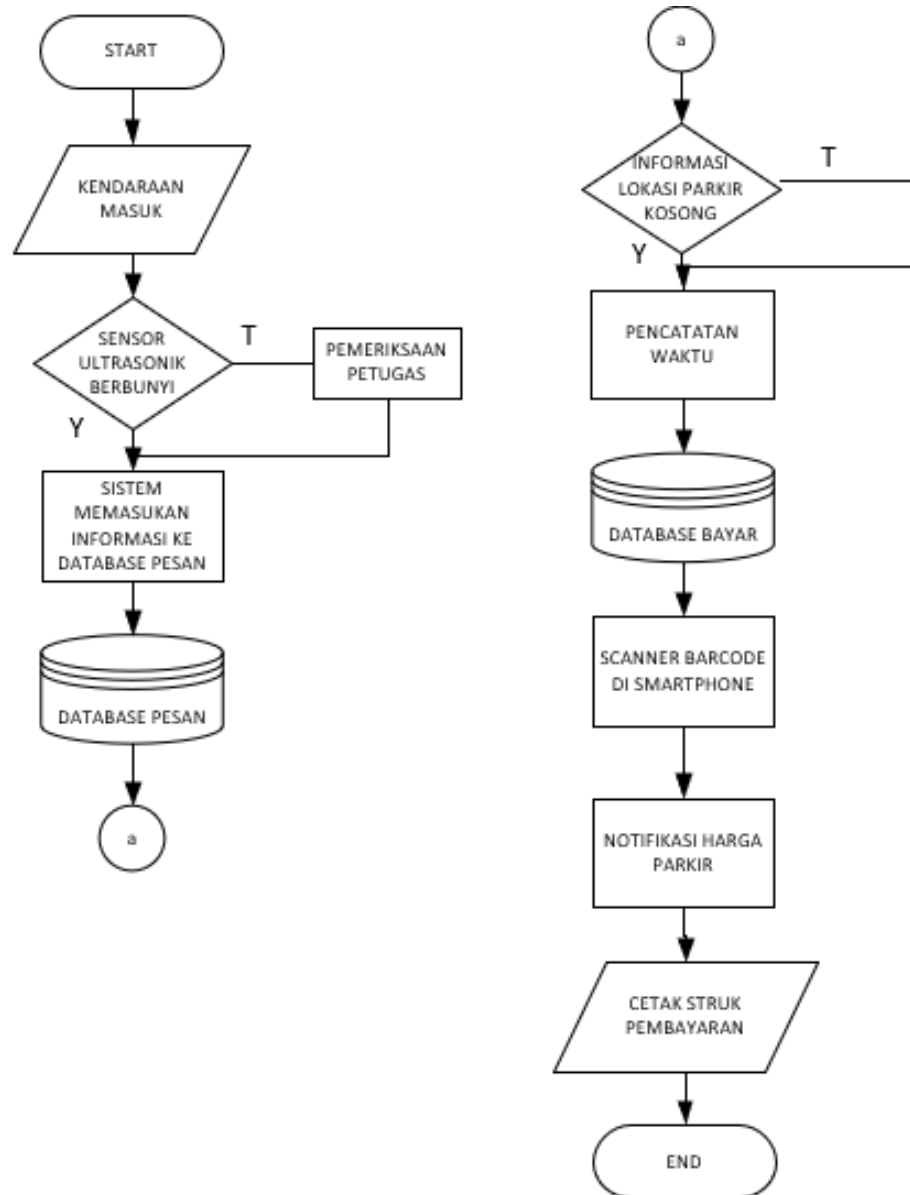 START
KENDARAAN
MASUK
SENSOR
ULTRASONIK
BERBUNYI
T
PEMERIKSAAN
PETUGAS
Y
SISTEM
MEMASUKAN
INFORMASI KE
DATABASE PESAN
DATABASE PESAN
a
a
INFORMASI
LOKASI PARKIR
KOSONG
T
Y
PENCATATAN
WAKTU
DATABASE BAYAR
SCANNER BARCODE
DI SMARTPHONE
NOTIFIKASI HARGA
PARKIR
CETAK STRUK
PEMBAYARAN
END